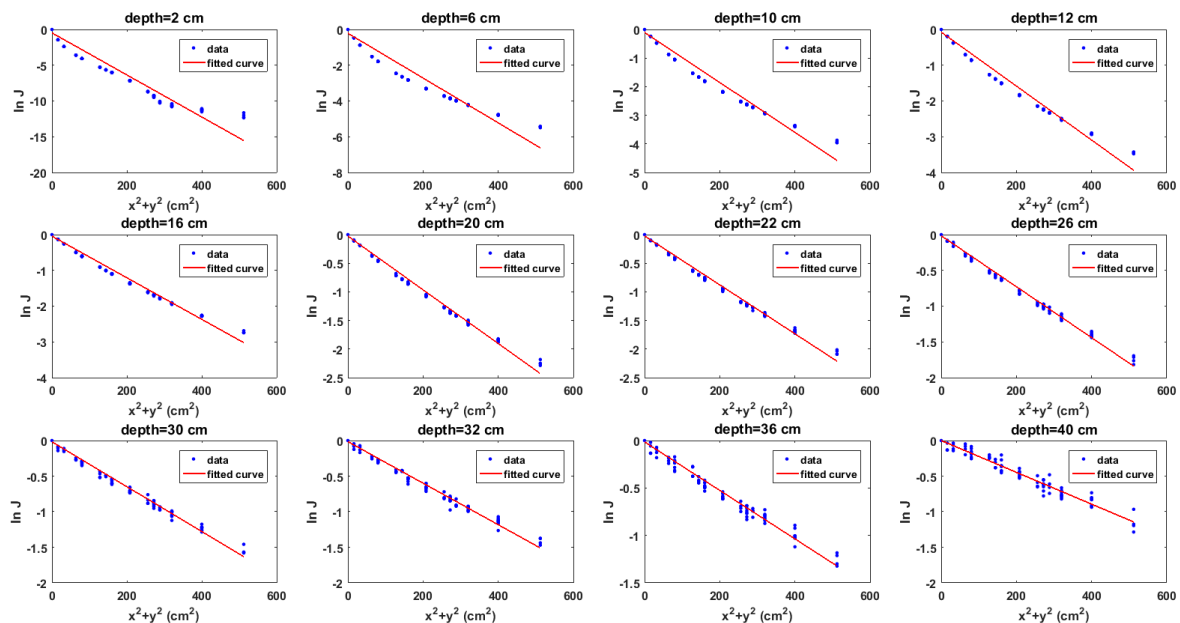 depth=2 cm
0
-5
-10
-15
-20
ln J
data
fitted curve
0 200 400 600
x²+y² (cm²)
depth=6 cm
0
-2
-4
-6
-8
ln J
data
fitted curve
0 200 400 600
x²+y² (cm²)
depth=10 cm
0
-1
-2
-3
-4
-5
ln J
data
fitted curve
0 200 400 600
x²+y² (cm²)
depth=12 cm
0
-1
-2
-3
-4
ln J
data
fitted curve
0 200 400 600
x²+y² (cm²)
depth=16 cm
0
-1
-2
-3
-4
ln J
data
fitted curve
0 200 400 600
x²+y² (cm²)
depth=20 cm
0
-0.5
-1
-1.5
-2
-2.5
ln J
data
fitted curve
0 200 400 600
x²+y² (cm²)
depth=22 cm
0
-0.5
-1
-1.5
-2
-2.5
ln J
data
fitted curve
0 200 400 600
x²+y² (cm²)
depth=26 cm
0
-0.5
-1
-1.5
-2
ln J
data
fitted curve
0 200 400 600
x²+y² (cm²)
depth=30 cm
0
-0.5
-1
-1.5
-2
ln J
data
fitted curve
0 200 400 600
x²+y² (cm²)
depth=32 cm
0
-0.5
-1
-1.5
-2
ln J
data
fitted curve
0 200 400 600
x²+y² (cm²)
depth=36 cm
0
-0.5
-1
-1.5
ln J
data
fitted curve
0 200 400 600
x²+y² (cm²)
depth=40 cm
0
-0.5
-1
-1.5
-2
ln J
data
fitted curve
0 200 400 600
x²+y² (cm²)